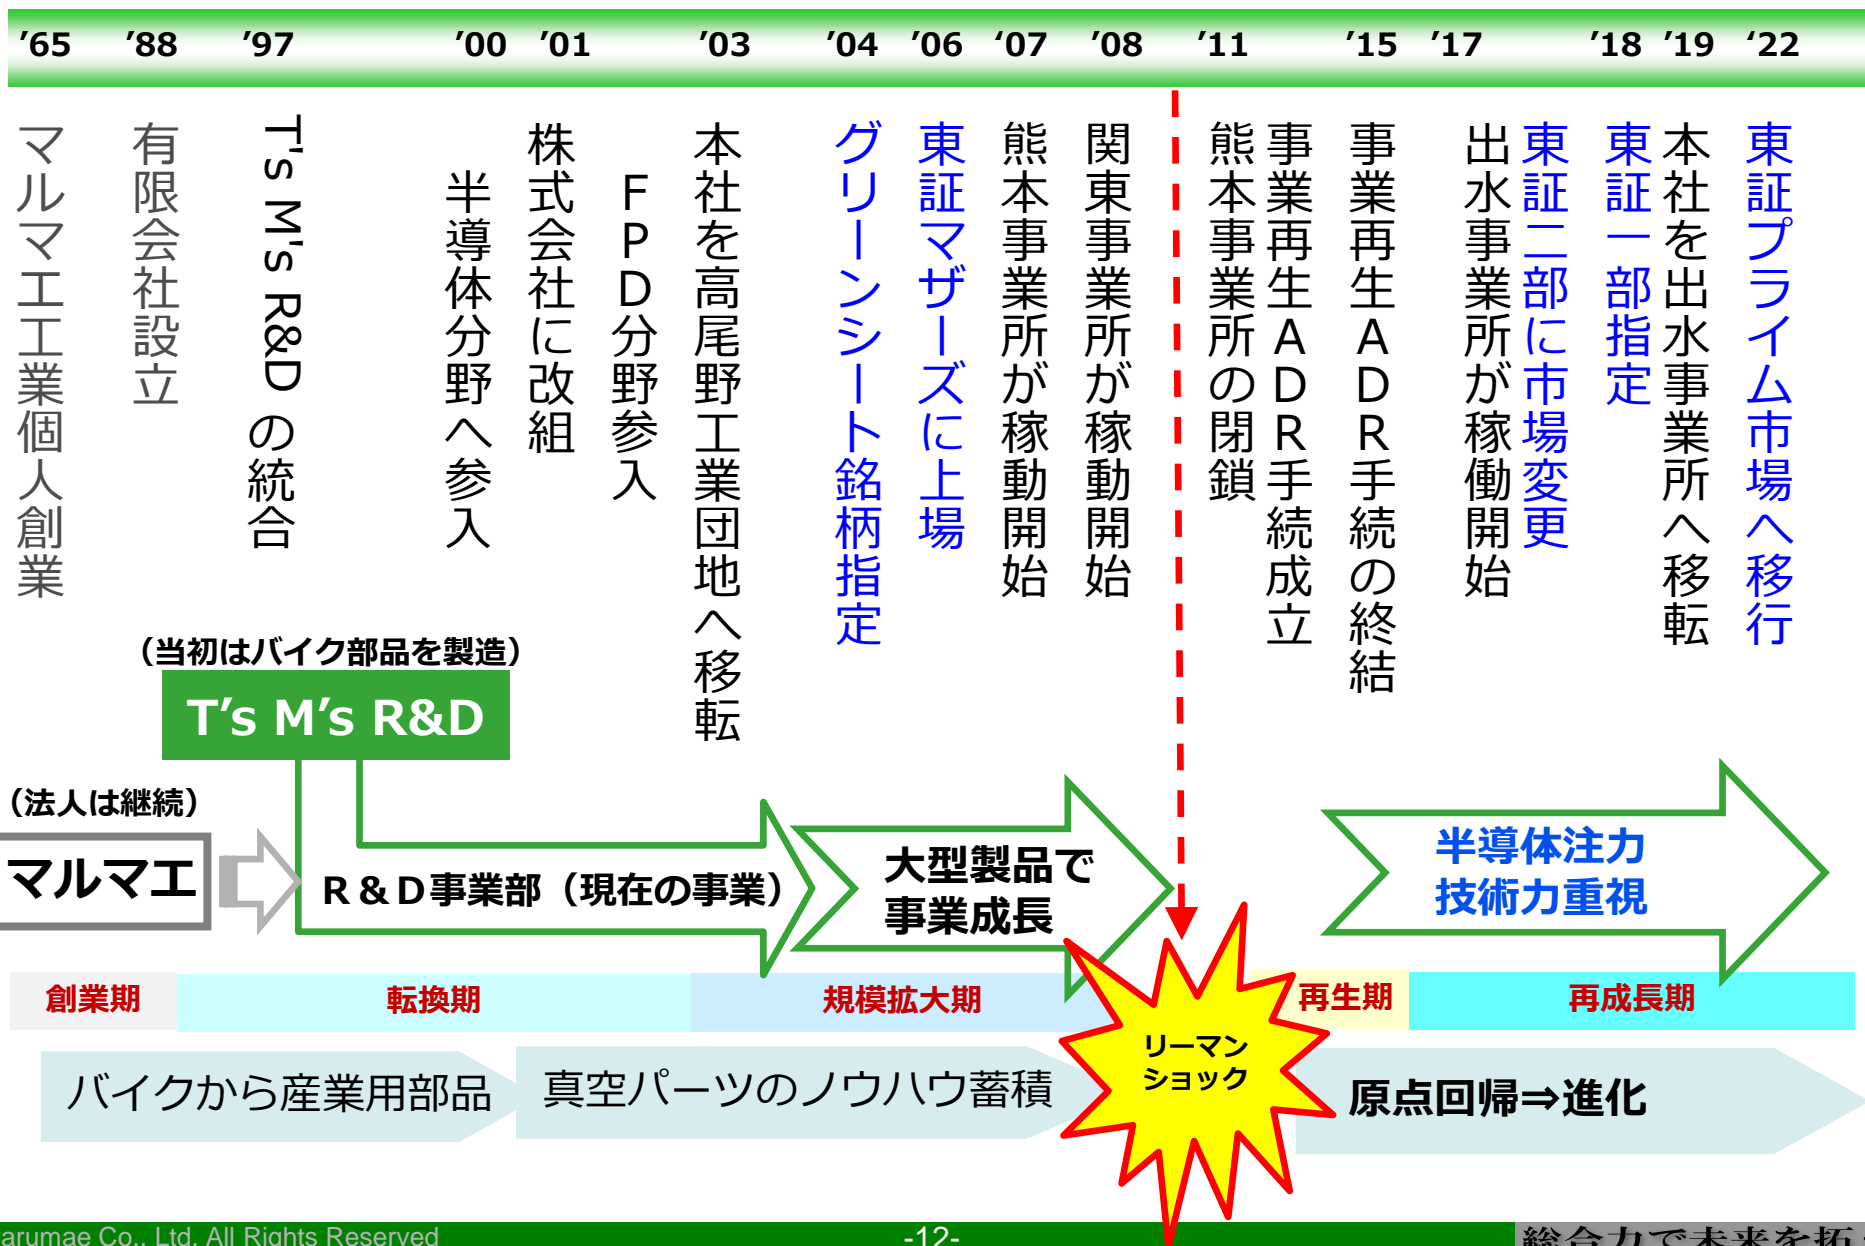 ’65 ’88 ’97 ’00 ’01 ’03 ’04 ’06 ‘07 ’08 ’11 ’15 ’17 ’18 ’19 ‘22
マルマエ工業個人創業
有限会社設立
T's M's R&D の統合
半導体分野へ参入
株式会社に改組
ＦＰＤ分野参入
本社を高尾野工業団地へ移転
グリーンシート銘柄指定
東証マザーズに上場
熊本事業所が稼動開始
関東事業所が稼動開始
熊本事業所の閉鎖
事業再生ＡＤＲ手続成立
事業再生ＡＤＲ手続の終結
出水事業所が稼働開始
東証二部に市場変更
東証一部指定
本社を出水事業所へ移転
東証プライム市場へ移行
（当初はバイク部品を製造）
T’s M’s R&D
（法人は継続）
マルマエ
Ｒ＆Ｄ事業部（現在の事業）
大型製品で
事業成長
半導体注力
技術力重視
創業期
転換期
規模拡大期
再生期
再成長期
リーマン
ショック
バイクから産業用部品
真空パーツのノウハウ蓄積
原点回帰⇒進化
arumae Co., Ltd. All Rights Reserved
-12-
総合力で未来を拓